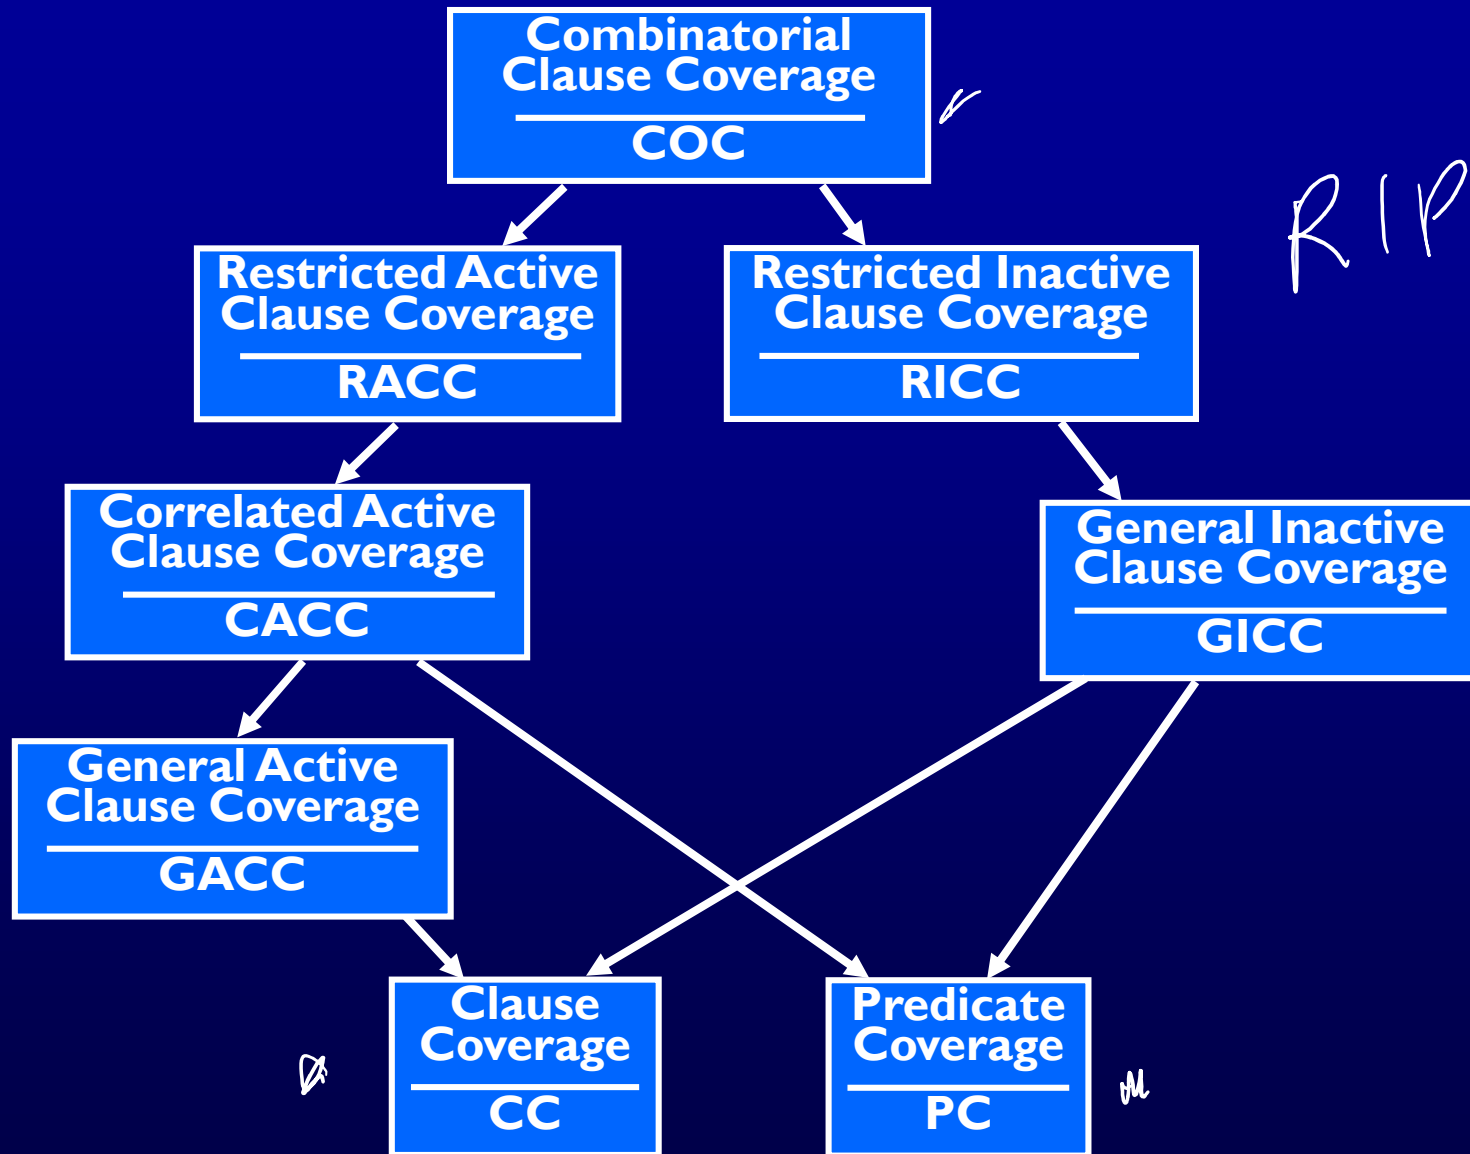 Combinatorial
Clause Coverage
COC
RIP
Restricted Active
Clause Coverage
RACC
Restricted Inactive
Clause Coverage
RICC
Correlated Active
Clause Coverage
CACC
General Inactive
Clause Coverage
GICC
General Active
Clause Coverage
GACC
Clause
Coverage
CC
Predicate
Coverage
PC